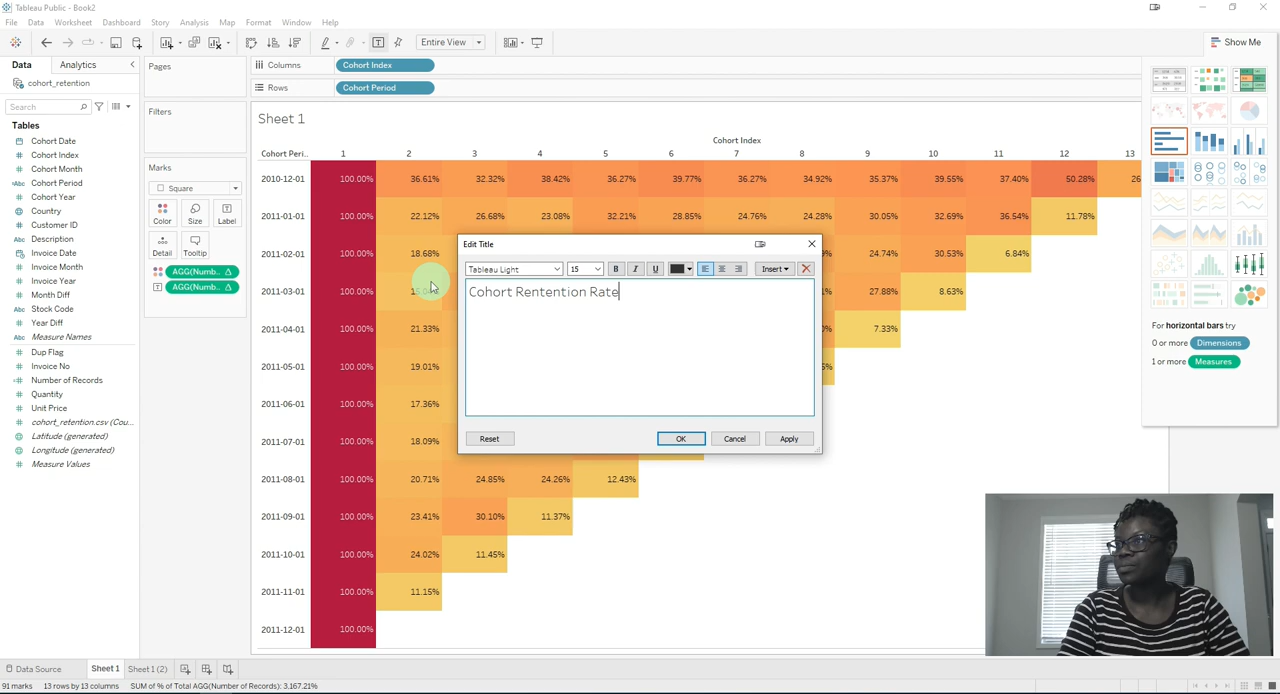 Tableau Public - Book2
File Data Worksheet Dashboard Story Analysis Map Format Window Help
Entire View
Show Me
Data Analytics
Pages
Columns Cohort Index
cohort_retention
Rows Cohort Period
Search
Filters
Sheet 1
Tables
Cohort Date
Cohort Index
Cohort Month
Cohort Period
Cohort Year
Country
Customer ID
Description
Invoice Date
Invoice Month
Invoice Year
Month Diff
Stock Code
Year Diff
Measure Names
Dup Flag
Invoice No
Number of Records
Quantity
Unit Price
cohort_retention.csv (Cou...
Latitude (generated)
Longitude (generated)
Measure Values
Marks
Square
Color Size Label
Detail Tooltip
AGG(Numb..
AGG(Numb..
Cohort Index
Cohort Peri.. 1 2 3 4 5 6 7 8 9 10 11 12 13
2010-12-01 100.00% 36.61% 32.32% 38.42% 36.27% 39.77% 36.27% 34.92% 35.37% 39.55% 37.40% 50.28% 26
2011-01-01 100.00% 22.12% 26.68% 23.08% 32.21% 28.85% 24.76% 24.28% 30.05% 32.69% 36.54% 11.78%
2011-02-01 100.00% 18.68% 24.74% 30.53% 6.84%
2011-03-01 100.00% 27.88% 8.63%
2011-04-01 100.00% 21.33% 7.33%
2011-05-01 100.00% 19.01%
2011-06-01 100.00% 17.36%
2011-07-01 100.00% 18.09%
2011-08-01 100.00% 20.71% 24.85% 24.26% 12.43%
2011-09-01 100.00% 23.41% 30.10% 11.37%
2011-10-01 100.00% 24.02% 11.45%
2011-11-01 100.00% 11.15%
2011-12-01 100.00%
Edit Title
Tableau Light 15 B I U Insert
Cohort Rentention Rate
Reset OK Cancel Apply
For horizontal bars try
0 or more Dimensions
1 or more Measures
Data Source Sheet 1 Sheet 1 (2)
91 marks 13 rows by 13 columns SUM of % of Total AGG(Number of Records): 3,167.21%